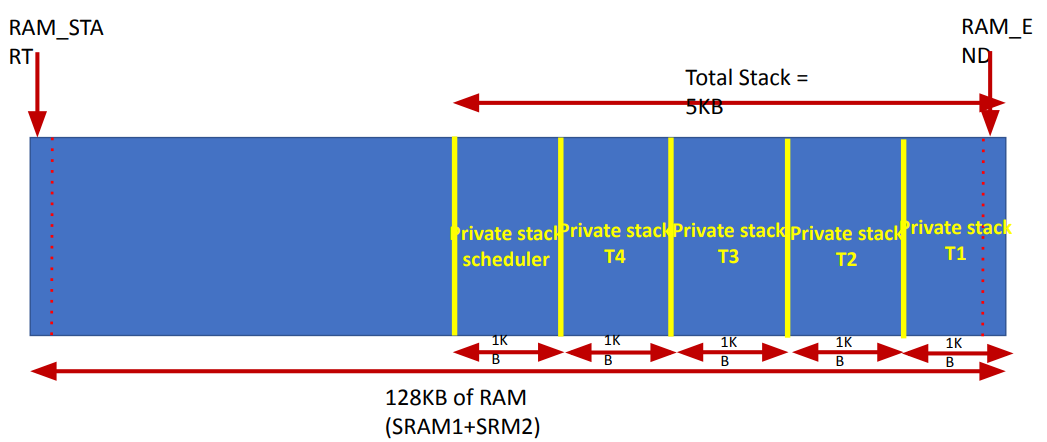 RAM_STA
RT
RAM_E
ND
Total Stack =
5KB
Private stack
scheduler
Private stack
T4
Private stack
T3
Private stack
T2
Private stack
T1
1K
B
1K
B
1K
B
1K
B
1K
B
128KB of RAM
(SRAM1+SRM2)